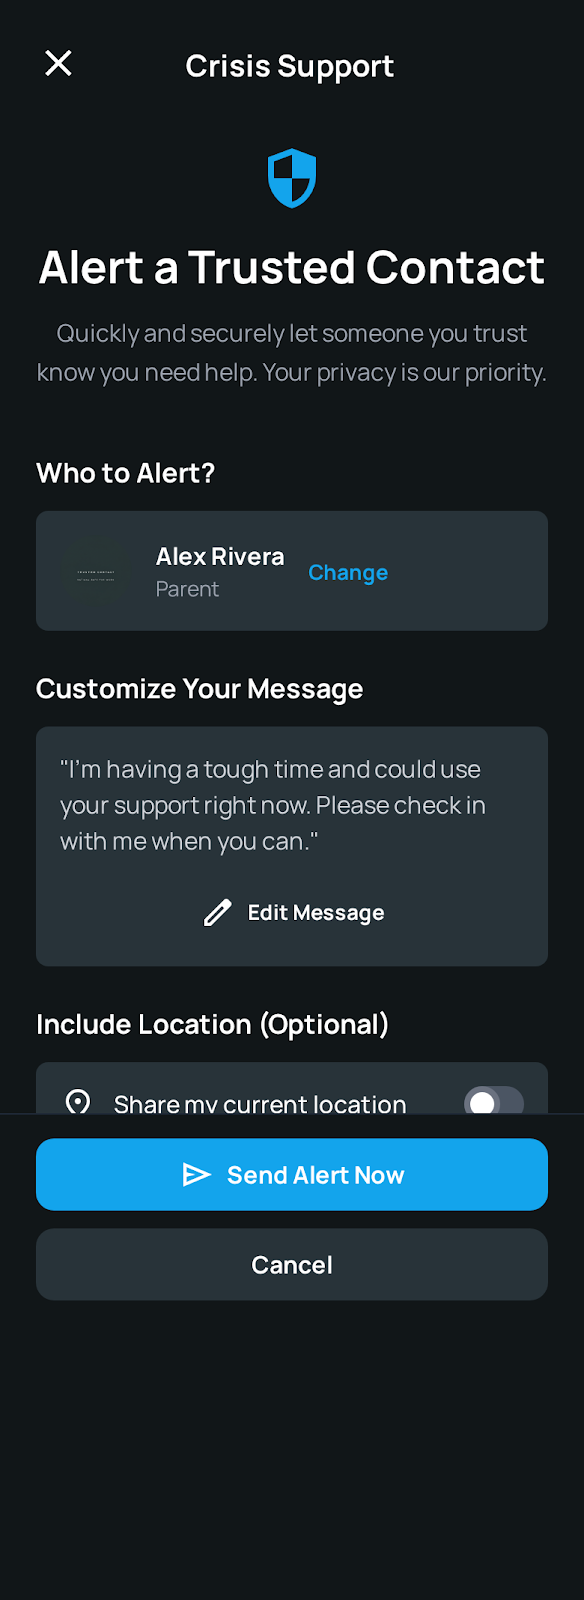 Crisis Support
Alert a Trusted Contact
Quickly and securely let someone you trust
know you need help. Your privacy is our priority.
Who to Alert?
Alex Rivera
Parent
Change
Customize Your Message
"I'm having a tough time and could use
your support right now. Please check in
with me when you can."
Edit Message
Include Location (Optional)
Share my current location
Send Alert Now
Cancel